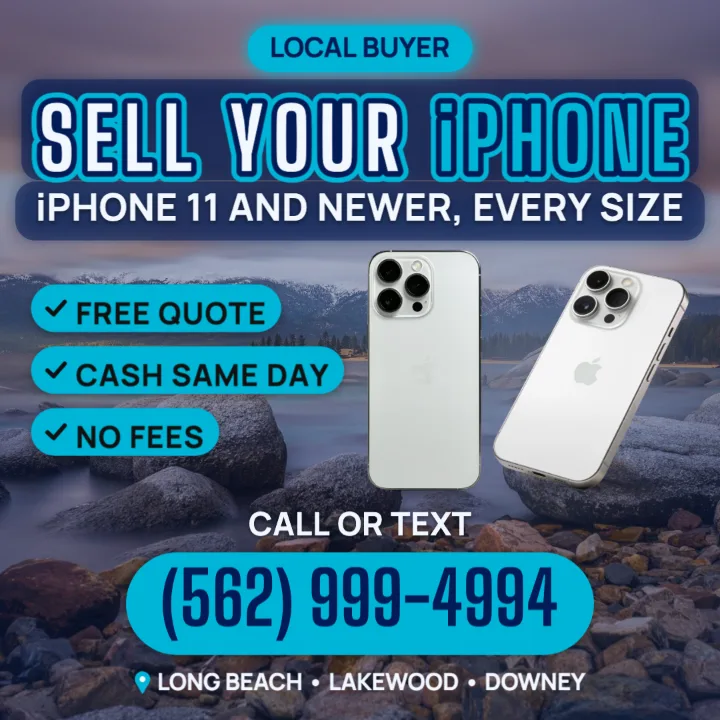 LOCAL BUYER
SELL YOUR iPHONE
iPHONE 11 AND NEWER, EVERY SIZE
✓ FREE QUOTE
✓ CASH SAME DAY
✓ NO FEES
CALL OR TEXT
(562) 999-4994
LONG BEACH • LAKEWOOD • DOWNEY